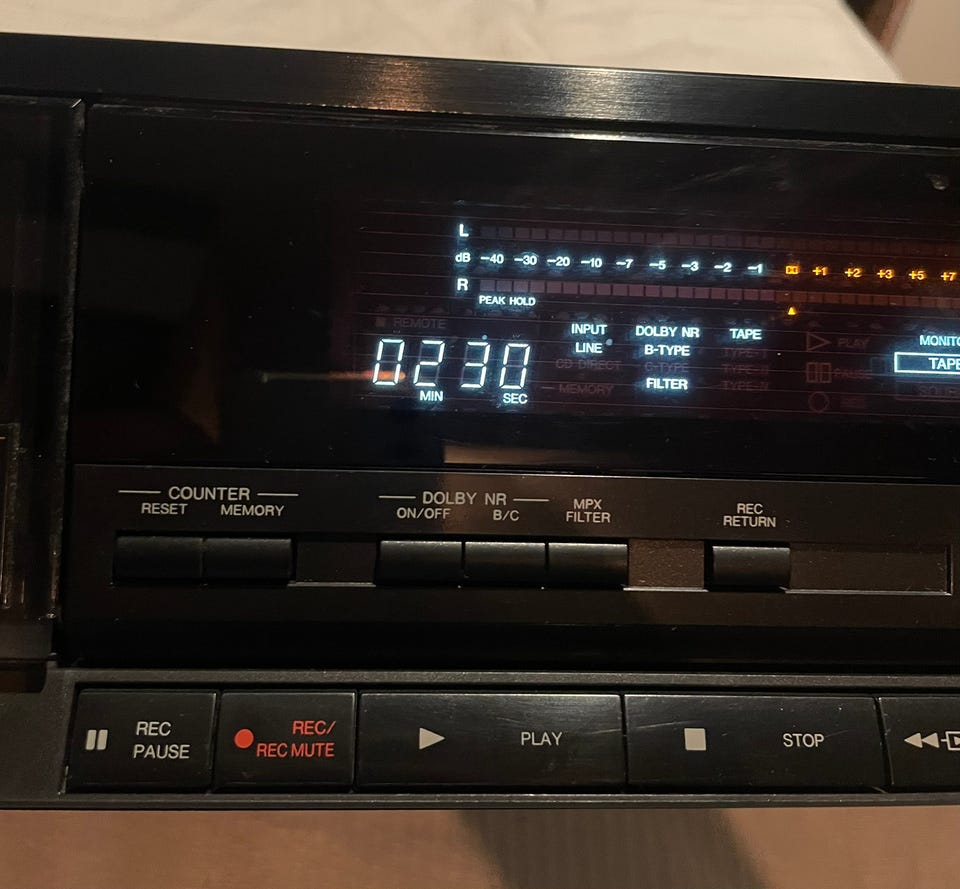 L
dB −40 −30 −20 −10 −7 −5 −3 −2 −1 0 +1 +2 +3 +5 +7
R
PEAK HOLD
REMOTE
INPUT
LINE
CD DIRECT
MEMORY
DOLBY NR
B-TYPE
C-TYPE
FILTER
TAPE
TYPE-I
TYPE-II
TYPE-IV
PLAY
PAUSE
MONITO
TAPE
02 30
MIN SEC
COUNTER
RESET MEMORY
DOLBY NR
ON/OFF B/C
MPX
FILTER
REC
RETURN
REC
PAUSE
REC/
REC MUTE
PLAY
STOP